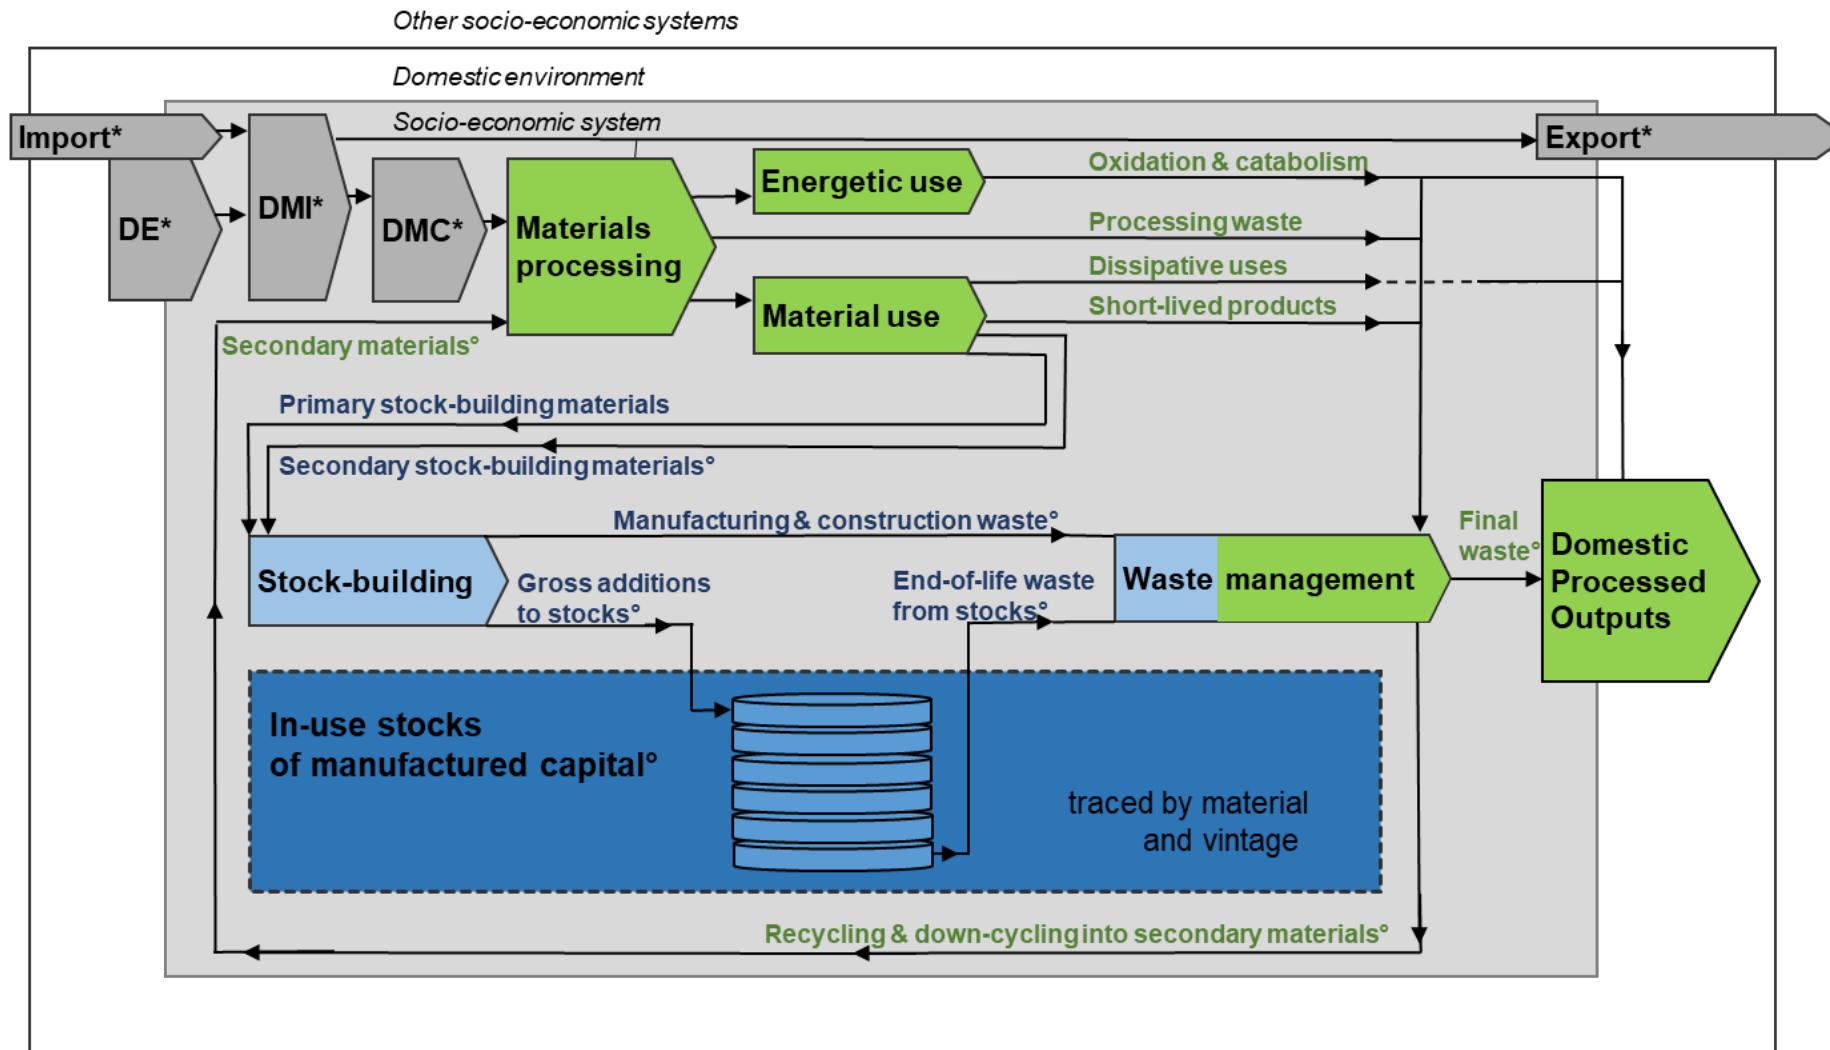 Other socio-economic systems
Domestic environment
Socio-economic system
Import*
DE*
DMI*
DMC*
Materials
processing
Energetic use
Material use
Oxidation & catabolism
Processing waste
Dissipative uses
Short-lived products
Export*
Secondary materials°
Primary stock-building materials
Secondary stock-building materials°
Manufacturing & construction waste°
Stock-building
Gross additions
to stocks°
End-of-life waste
from stocks°
Waste management
Final
waste°
Domestic
Processed
Outputs
In-use stocks
of manufactured capital°
traced by material
and vintage
Recycling & down-cycling into secondary materials°